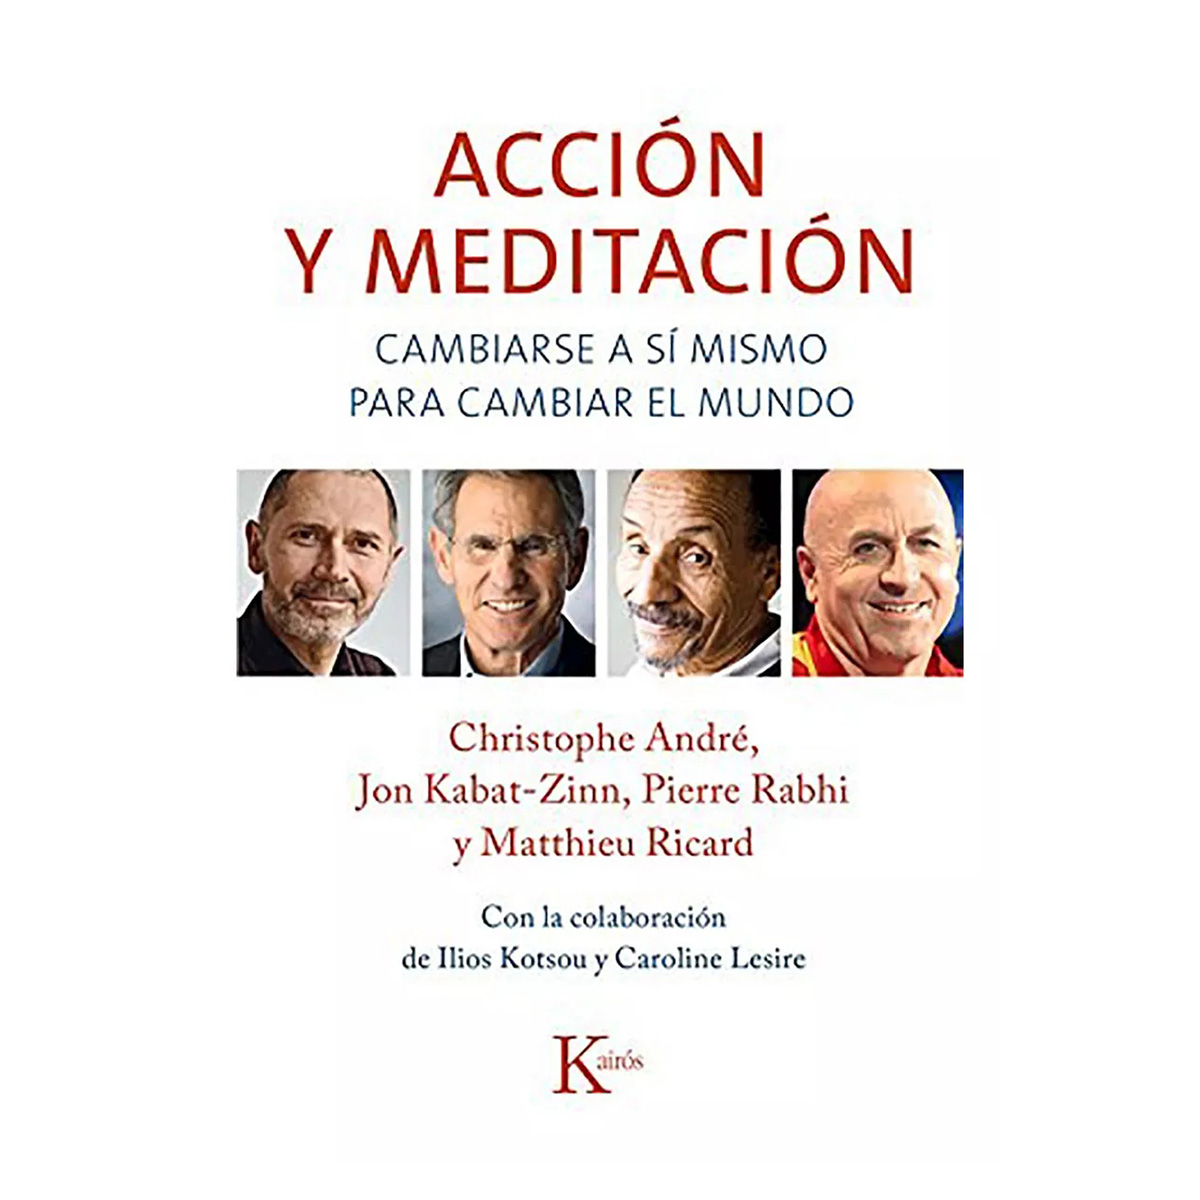 ACCIÓN
Y MEDITACIÓN
CAMBIARSE A SÍ MISMO
PARA CAMBIAR EL MUNDO
Christophe André,
Jon Kabat-Zinn, Pierre Rabhi
y Matthieu Ricard
Con la colaboración
de Ilios Kotsou y Caroline Lesire
Kairós